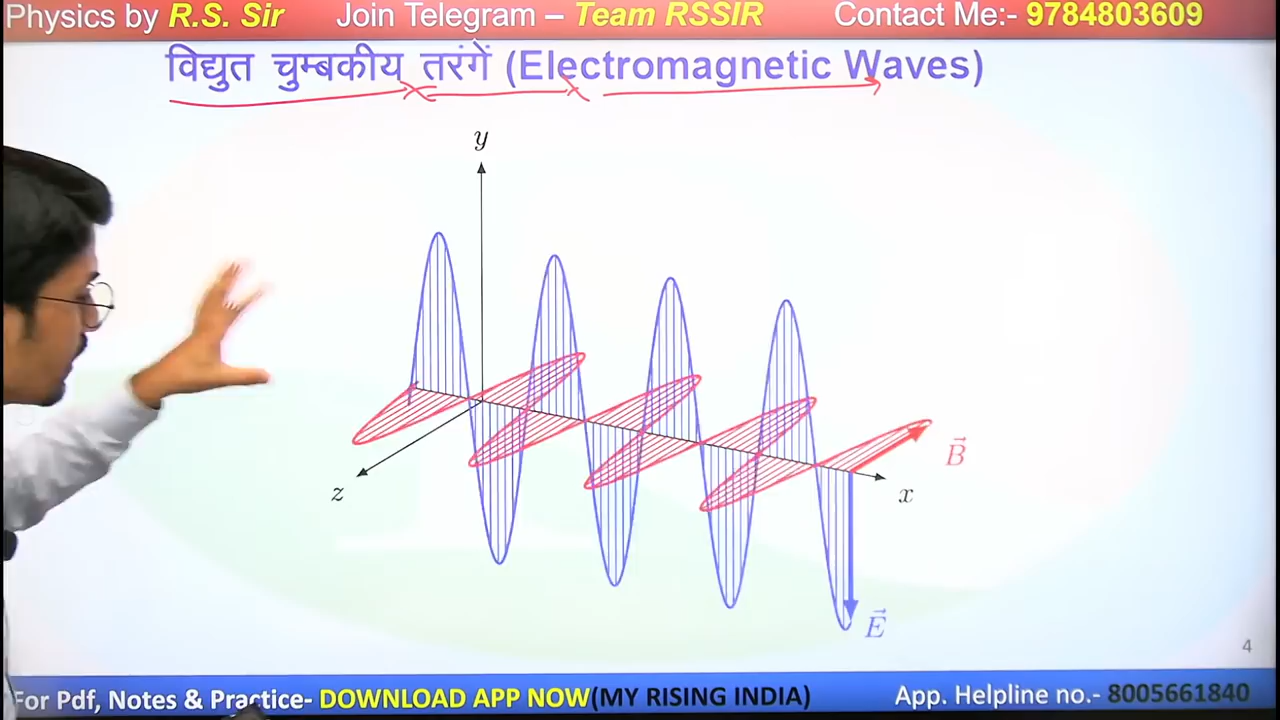 Physics by R.S. Sir Join Telegram – Team RSSIR Contact Me:- 9784803609
विद्युत चुम्बकीय तरंगें (Electromagnetic Waves)
y
B
z
x
E
4
For Pdf, Notes & Practice- DOWNLOAD APP NOW(MY RISING INDIA) App. Helpline no.- 8005661840